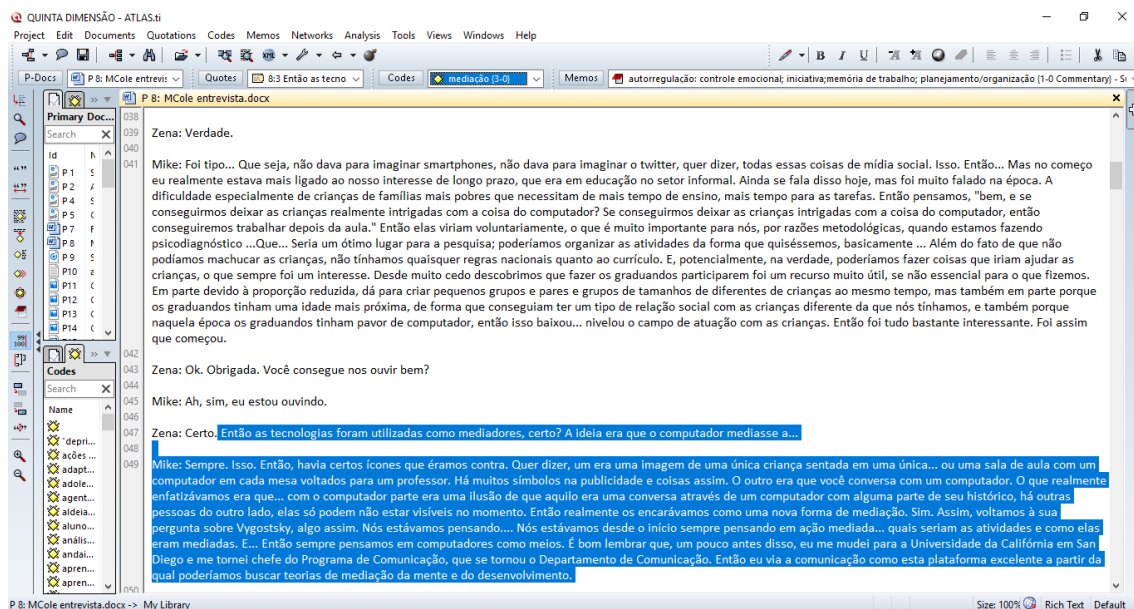 QUINTA DIMENSÃO - ATLAS.ti
Project Edit Documents Quotations Codes Memos Networks Analysis Tools Views Windows Help
P-Docs P 8: MCole entrevis Quotes 8:3 Então as tecno Codes mediação {3-0} Memos autorregulação: controle emocional; iniciativa;memória de trabalho; planejamento/organização {1-0 Commentary} - Su
P 8: MCole entrevista.docx
Primary Doc...
Search
Id N
P 1 S
P 2
P 4 S
P 5 (
P 7 F
P 8 M
P 9 S
P10 a
P11 (
P12 (
P13 (
P14 (
Codes
Search
Name
~depri...
ações ...
adapt...
adole...
agent...
aldeia...
aluno...
anális...
andai...
apren...
apren...
038
039 Zena: Verdade.
040
041 Mike: Foi tipo... Que seja, não dava para imaginar smartphones, não dava para imaginar o twitter, quer dizer, todas essas coisas de mídia social. Isso. Então... Mas no começo
eu realmente estava mais ligado ao nosso interesse de longo prazo, que era em educação no setor informal. Ainda se fala disso hoje, mas foi muito falado na época. A
dificuldade especialmente de crianças de famílias mais pobres que necessitam de mais tempo de ensino, mais tempo para as tarefas. Então pensamos, "bem, e se
conseguirmos deixar as crianças realmente intrigadas com a coisa do computador? Se conseguirmos deixar as crianças intrigadas com a coisa do computador, então
conseguiremos trabalhar depois da aula." Então elas viriam voluntariamente, o que é muito importante para nós, por razões metodológicas, quando estamos fazendo
psicodiagnóstico ...Que... Seria um ótimo lugar para a pesquisa; poderíamos organizar as atividades da forma que quiséssemos, basicamente ... Além do fato de que não
podíamos machucar as crianças, não tínhamos quaisquer regras nacionais quanto ao currículo. E, potencialmente, na verdade, poderíamos fazer coisas que iriam ajudar as
crianças, o que sempre foi um interesse. Desde muito cedo descobrimos que fazer os graduandos participarem foi um recurso muito útil, se não essencial para o que fizemos.
Em parte devido à proporção reduzida, dá para criar pequenos grupos e pares e grupos de tamanhos de diferentes de crianças ao mesmo tempo, mas também em parte porque
os graduandos tinham uma idade mais próxima, de forma que conseguiam ter um tipo de relação social com as crianças diferente da que nós tínhamos, e também porque
naquela época os graduandos tinham pavor de computador, então isso baixou... nivelou o campo de atuação com as crianças. Então foi tudo bastante interessante. Foi assim
que começou.
042
043 Zena: Ok. Obrigada. Você consegue nos ouvir bem?
044
045 Mike: Ah, sim, eu estou ouvindo.
046
047 Zena: Certo. Então as tecnologias foram utilizadas como mediadores, certo? A ideia era que o computador mediasse a...
048
049 Mike: Sempre. Isso. Então, havia certos ícones que éramos contra. Quer dizer, um era uma imagem de uma única criança sentada em uma única... ou uma sala de aula com um
computador em cada mesa voltados para um professor. Há muitos símbolos na publicidade e coisas assim. O outro era que você conversa com um computador. O que realmente
enfatizávamos era que... com o computador parte era uma ilusão de que aquilo era uma conversa através de um computador com alguma parte de seu histórico, há outras
pessoas do outro lado, elas só podem não estar visíveis no momento. Então realmente os encarávamos como uma nova forma de mediação. Sim. Assim, voltamos à sua
pergunta sobre Vygostsky, algo assim. Nós estávamos pensando.... Nós estávamos desde o início sempre pensando em ação mediada... quais seriam as atividades e como elas
eram mediadas. E... Então sempre pensamos em computadores como meios. É bom lembrar que, um pouco antes disso, eu me mudei para a Universidade da Califórnia em San
Diego e me tornei chefe do Programa de Comunicação, que se tornou o Departamento de Comunicação. Então eu via a comunicação como esta plataforma excelente a partir da
qual poderíamos buscar teorias de mediação da mente e do desenvolvimento.
050
P 8: MCole entrevista.docx -> My Library Size: 100% Rich Text Default